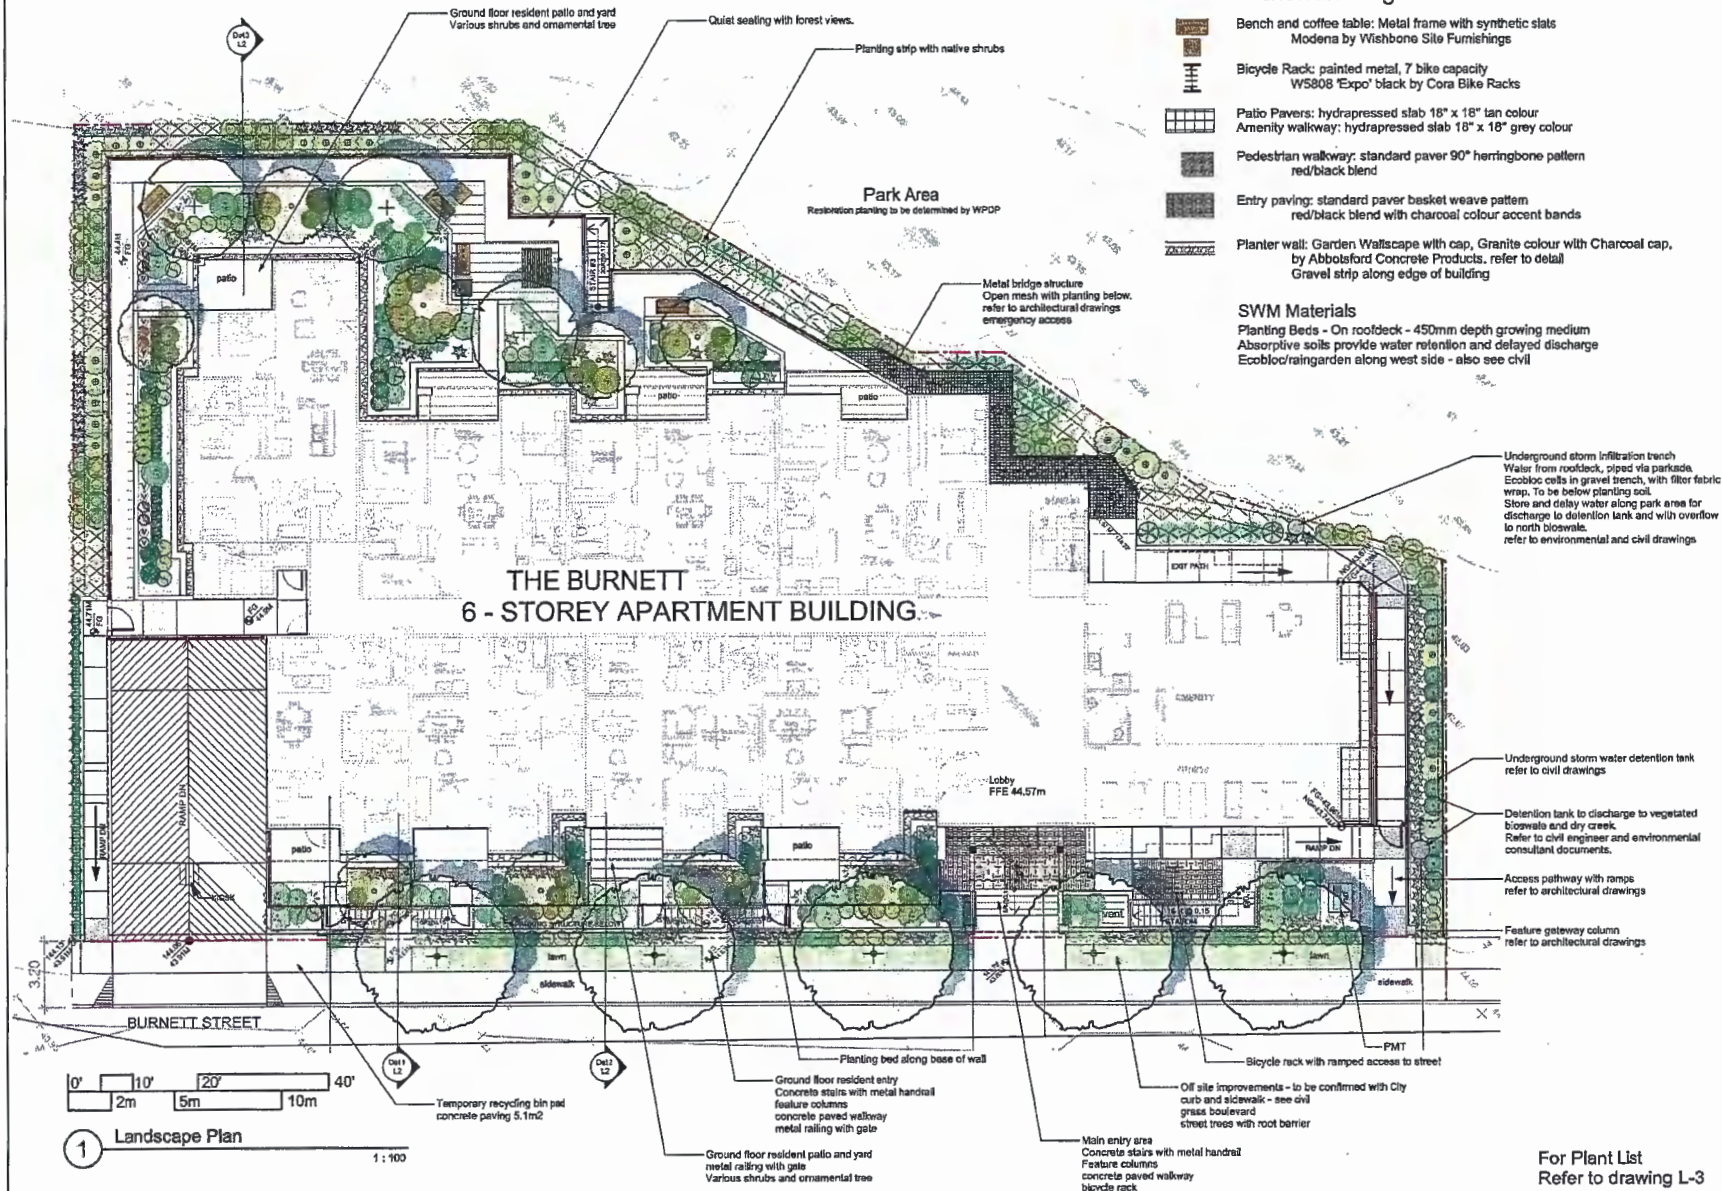 Ground floor resident patio and yard
Various shrubs and ornamental tree
Quiet seating with forest views.
Planting strip with native shrubs
Det3
L2
Bench and coffee table: Metal frame with synthetic slats
Modena by Wishbone Site Furnishings
Bicycle Rack: painted metal, 7 bike capacity
W5808 'Expo' black by Cora Bike Racks
Patio Pavers: hydrapressed slab 18" x 18" tan colour
Amenity walkway: hydrapressed slab 18" x 18" grey colour
Pedestrian walkway: standard paver 90° herringbone pattern
red/black blend
Entry paving: standard paver basket weave pattern
red/black blend with charcoal colour accent bands
Planter wall: Garden Wallscape with cap, Granite colour with Charcoal cap,
by Abbotsford Concrete Products, refer to detail
Gravel strip along edge of building
SWM Materials
Planting Beds - On roofdeck - 450mm depth growing medium
Absorptive soils provide water retention and delayed discharge
Ecobloc/raingarden along west side - also see civil
Park Area
Restoration planting to be determined by WPDP
Metal bridge structure
Open mesh with planting below.
refer to architectural drawings
emergency access
patio
patio
patio
STAIR #3
EXIT PATH
Underground storm infiltration trench
Water from roofdeck, piped via parkade.
Ecobloc cells in gravel trench, with filter fabric
wrap. To be below planting soil.
Store and delay water along park area for
discharge to detention tank and with overflow
to north bioswale.
refer to environmental and civil drawings
THE BURNETT
6 - STOREY APARTMENT BUILDING
AMENITY
Lobby
FFE 44.57m
Underground storm water detention tank
refer to civil drawings
Detention tank to discharge to vegetated
bioswale and dry creek.
Refer to civil engineer and environmental
consultant documents.
Access pathway with ramps
refer to architectural drawings
Feature gateway column
refer to architectural drawings
RAMP DN
RAMP DN
RAMP DN
KIOSK
patio
patio
vent
lawn
lawn
sidewalk
sidewalk
3.20
BURNETT STREET
PMT
Bicycle rack with ramped access to street
Planting bed along base of wall
Det1
L2
Det2
L2
Ground floor resident entry
Concrete stairs with metal handrail
feature columns
concrete paved walkway
metal railing with gate
Off site improvements - to be confirmed with City
curb and sidewalk - see civil
grass boulevard
street trees with root barrier
0' 10' 20' 40'
2m 5m 10m
Temporary recycling bin pad
concrete paving 5.1m2
1 Landscape Plan
1 : 100
Ground floor resident patio and yard
metal railing with gate
Various shrubs and ornamental tree
Main entry area
Concrete stairs with metal handrail
Feature columns
concrete paved walkway
bicycle rack
For Plant List
Refer to drawing L-3